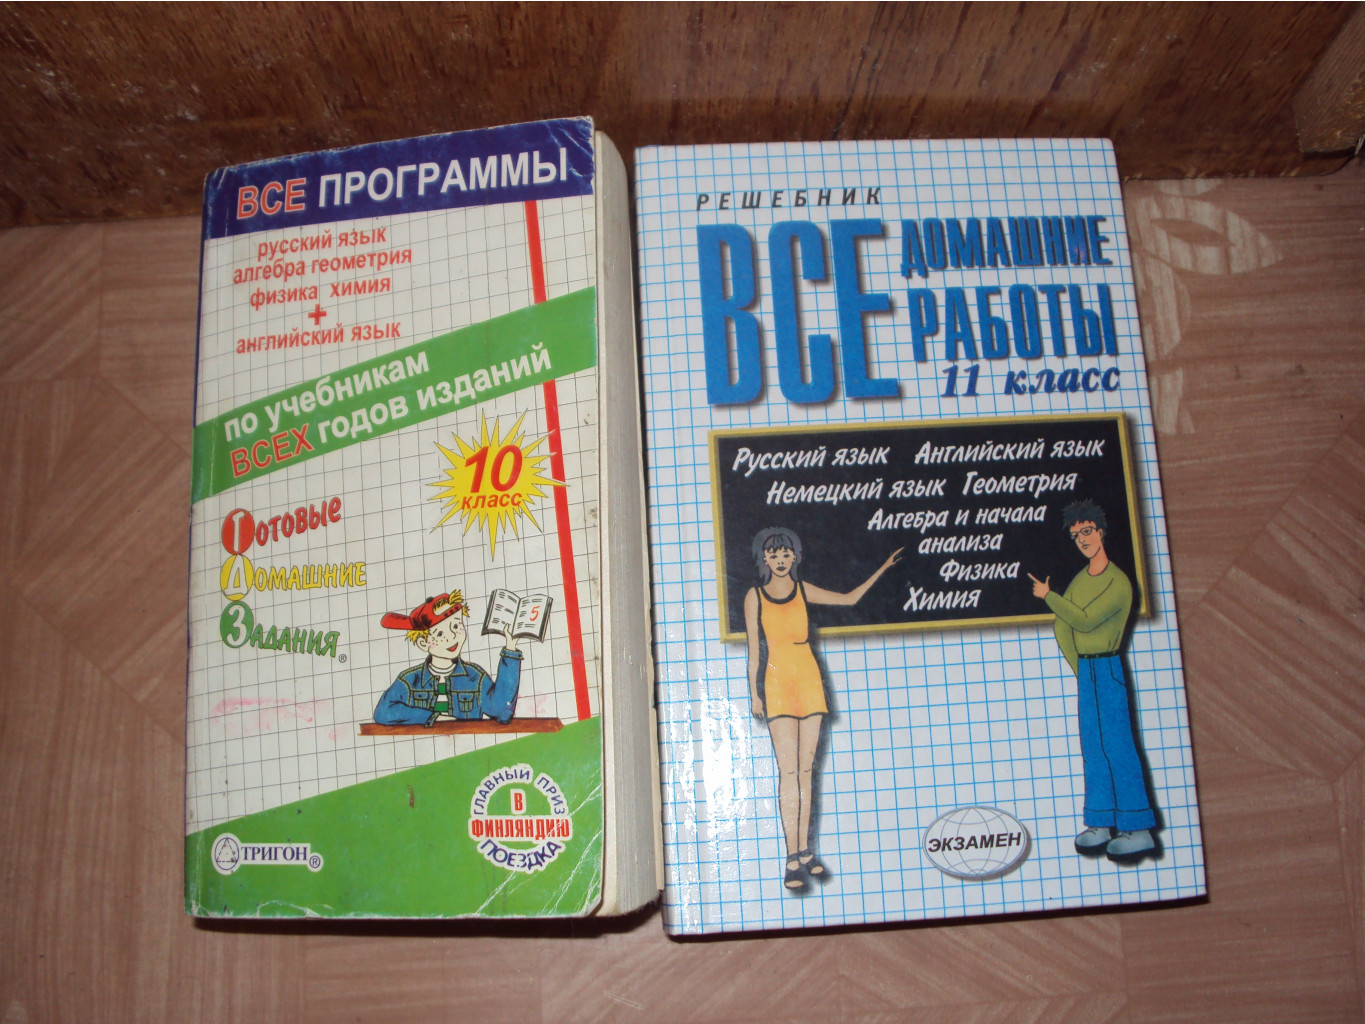 ВСЕ ПРОГРАММЫ
русский язык
алгебра геометрия
физика химия
+
английский язык
по учебникам
ВСЕХ годов изданий
10
класс
Готовые
Домашние
Задания®
5
ГЛАВНЫЙ ПРИЗ
В
ФИНЛЯНДИЮ
ПОЕЗДКА
ТРИГОН®
РЕШЕБНИК
ВСЕ ДОМАШНИЕ
РАБОТЫ
11 класс
Русский язык Английский язык
Немецкий язык Геометрия
Алгебра и начала
анализа
Физика
Химия
ЭКЗАМЕН